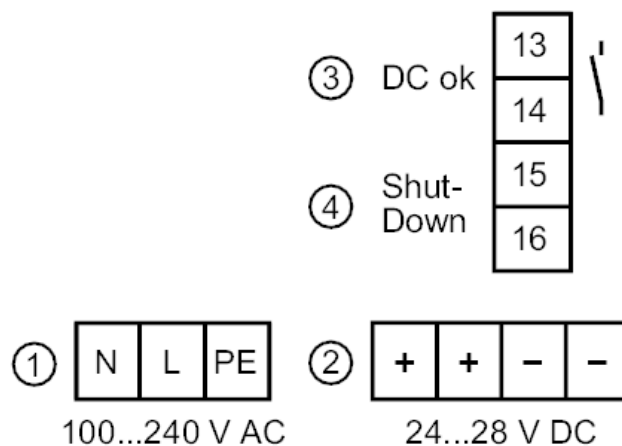 13
3 DC ok
14
15
4 Shut-
Down
16
1 N L PE
2 + + − −
100...240 V AC
24...28 V DC